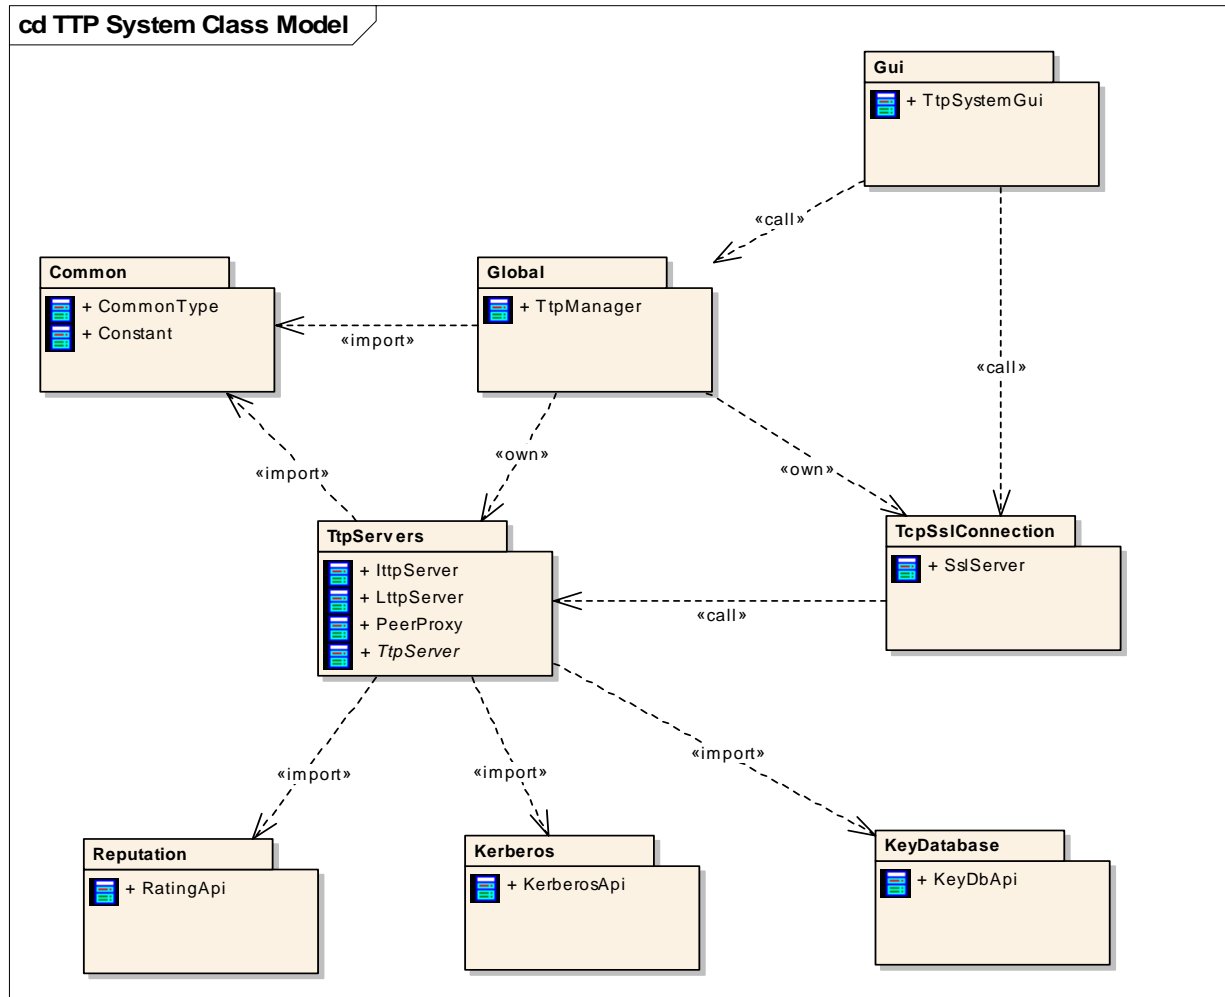 cd TTP System Class Model
Gui
+ TtpSystemGui
«call»
Common
+ CommonType
+ Constant
Global
+ TtpManager
«import»
«call»
«import»
«own»
«own»
TtpServers
+ IttpServer
+ LttpServer
+ PeerProxy
+ TtpServer
TcpSslConnection
+ SslServer
«call»
«import»
«import»
«import»
Reputation
+ RatingApi
Kerberos
+ KerberosApi
KeyDatabase
+ KeyDbApi